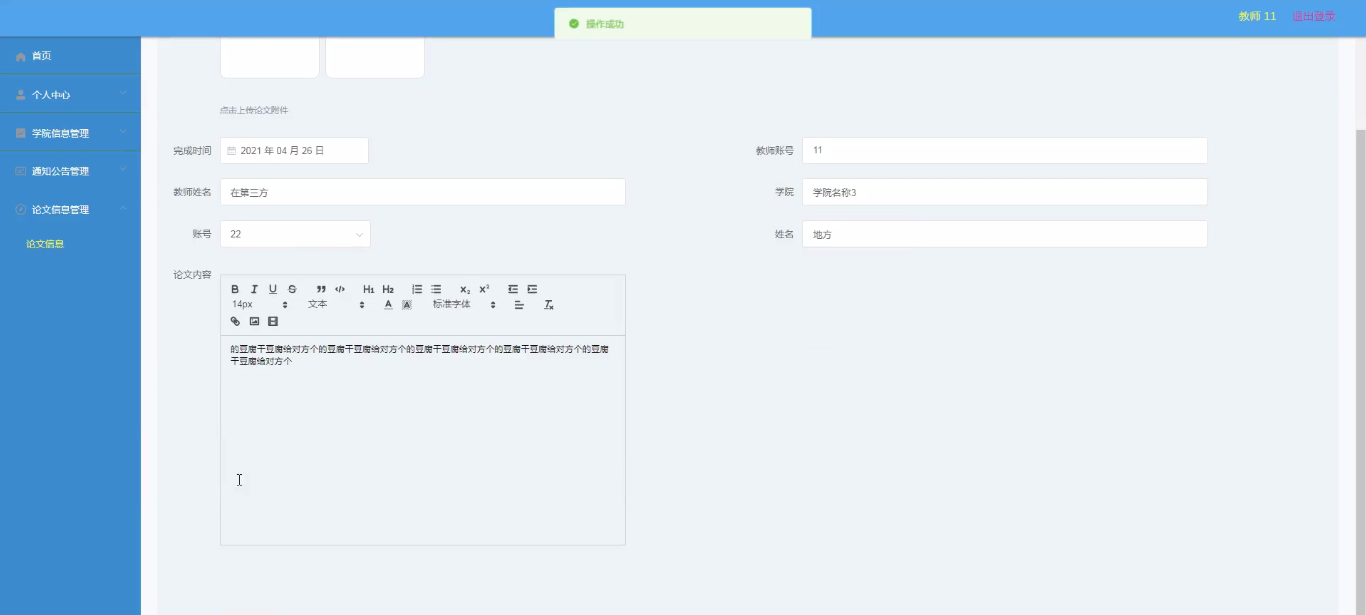 操作成功
教师 11 退出登录
首页
个人中心
学院信息管理
通知公告管理
论文信息管理
论文信息
点击上传论文附件
完成时间 2021 年 04 月 26 日
教师账号 11
教师姓名 在第三方
学院 学院名称3
账号 22
姓名 地方
论文内容
B I U S ” </> H1 H2 X2 X2
14px 文本 A A 标准字体 Tx
的豆腐干豆腐给对方个的豆腐干豆腐给对方个的豆腐干豆腐给对方个的豆腐干豆腐给对方个的豆腐
干豆腐给对方个